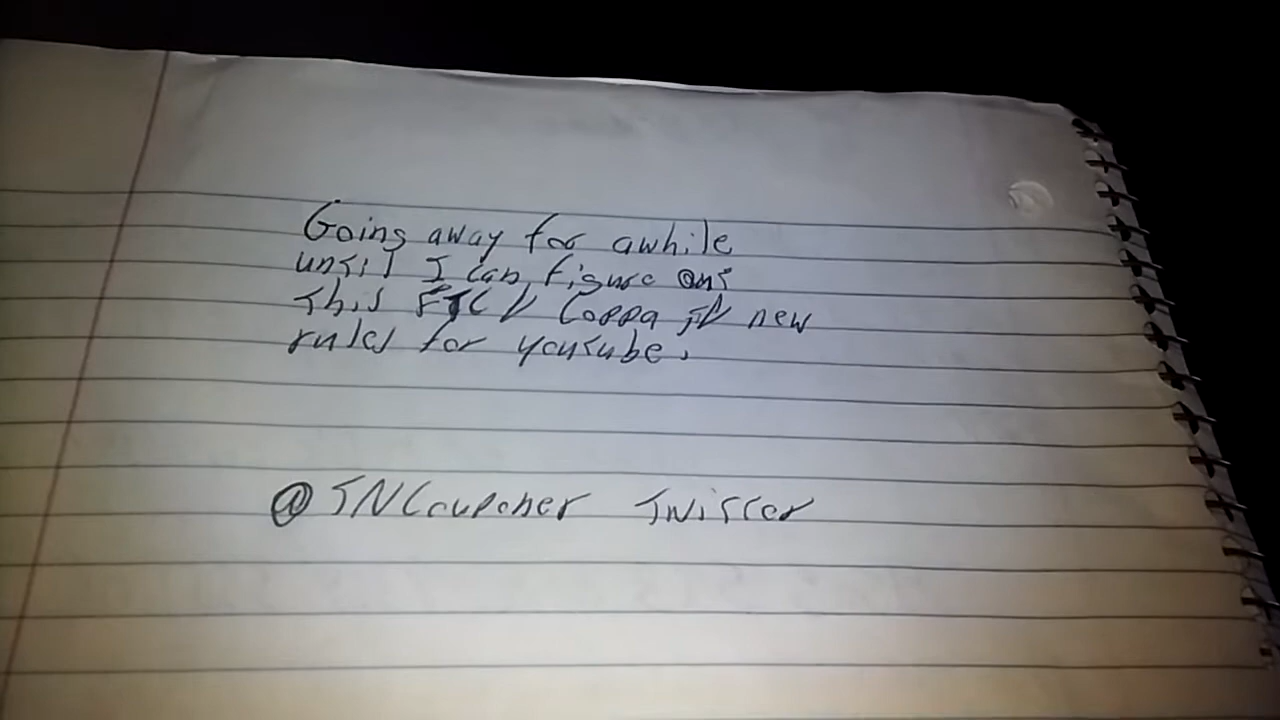 Going away for awhile
until I can figure out
This FTC / Coppa new
rules for youtube.
Twitter